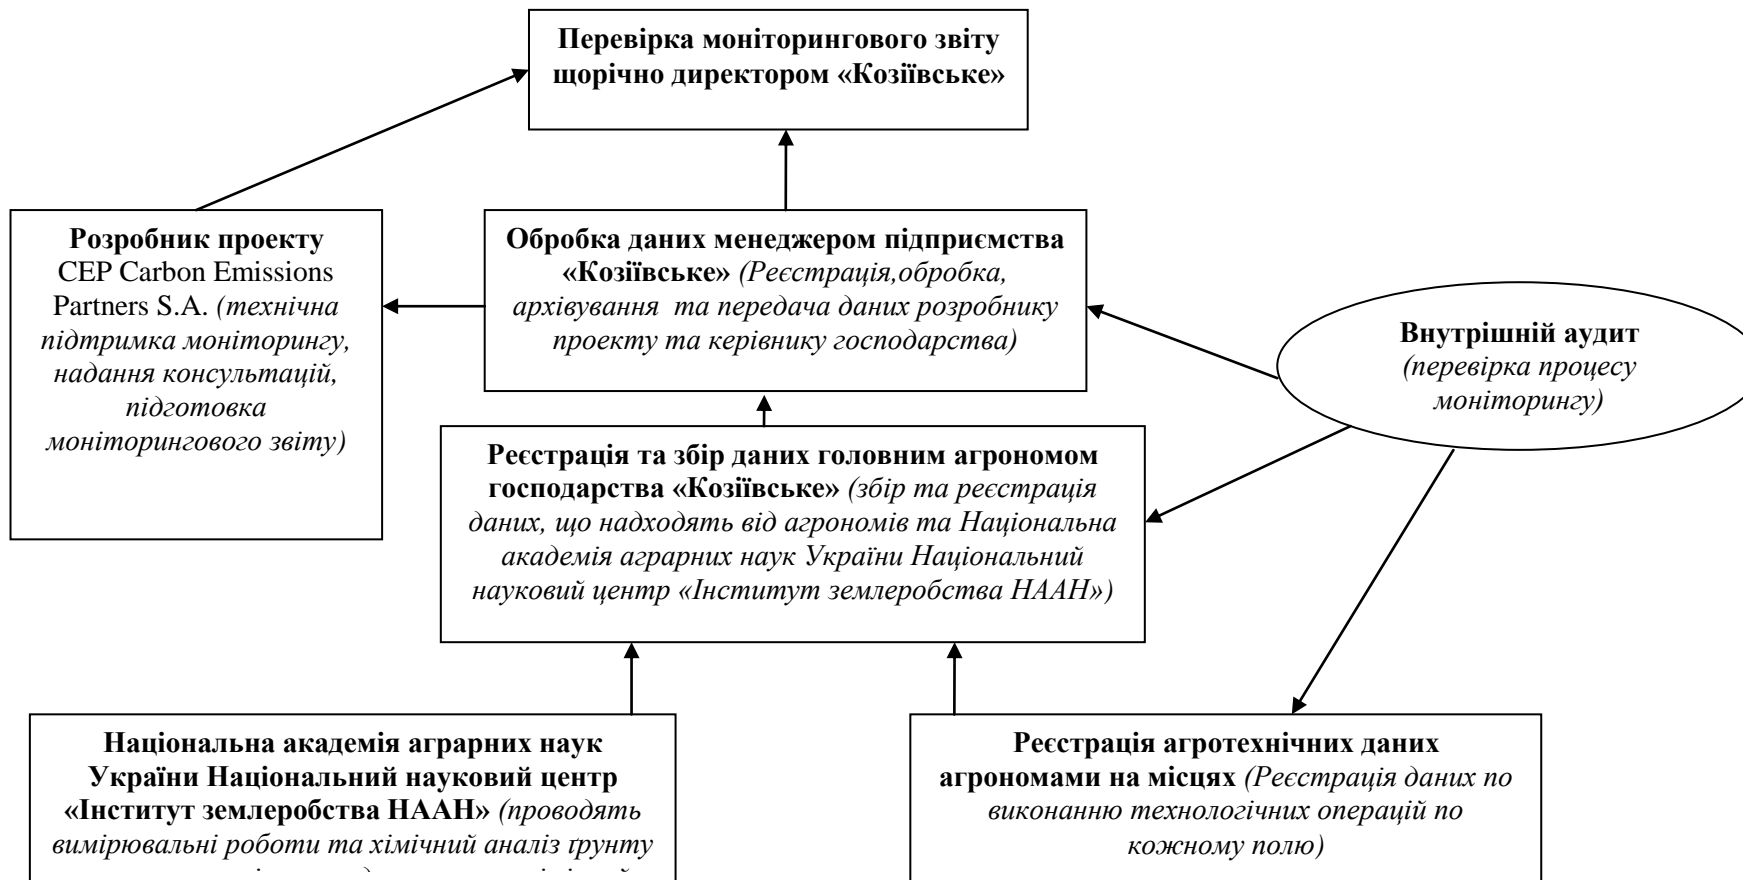 Перевірка моніторингового звіту
щорічно директором «Козіївське»
Розробник проекту
CEP Carbon Emissions
Partners S.A. (технічна
підтримка моніторингу,
надання консультацій,
підготовка
моніторингового звіту)
Обробка даних менеджером підприємства
«Козіївське» (Реєстрація,обробка,
архівування та передача даних розробнику
проекту та керівнику господарства)
Внутрішній аудит
(перевірка процесу
моніторингу)
Реєстрація та збір даних головним агрономом
господарства «Козіївське» (збір та реєстрація
даних, що надходять від агрономів та Національна
академія аграрних наук України Національний
науковий центр «Інститут землеробства НААН»)
Національна академія аграрних наук
України Національний науковий центр
«Інститут землеробства НААН» (проводять
вимірювальні роботи та хімічний аналіз ґрунту
Реєстрація агротехнічних даних
агрономами на місцях (Реєстрація даних по
виконанню технологічних операцій по
кожному полю)